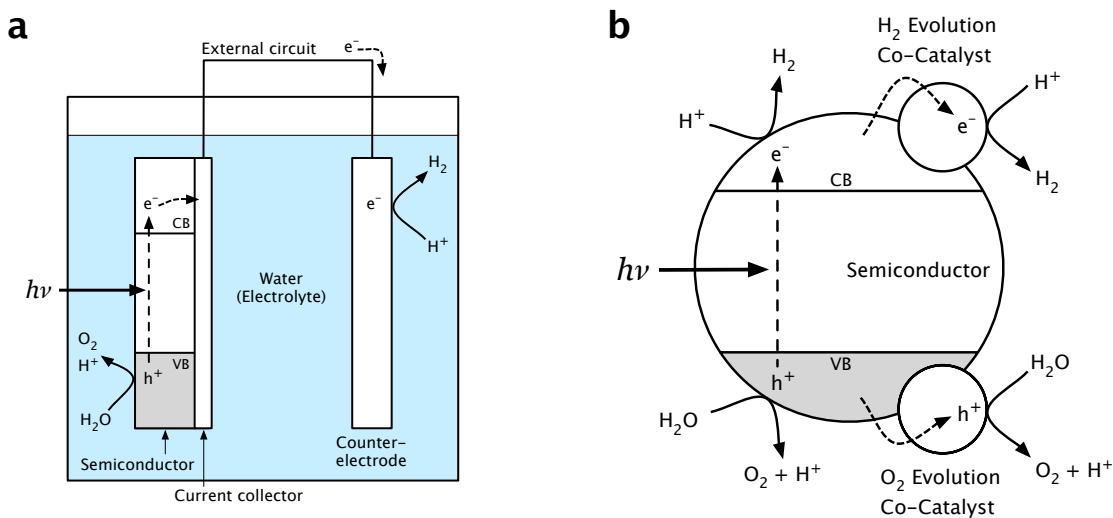 a
External circuit
e⁻
e⁻
CB
hν
VB
h⁺
O₂
H⁺
H₂O
Water
(Electrolyte)
e⁻
H₂
H⁺
Semiconductor
Current collector
Counter-
electrode
b
H₂ Evolution
Co–Catalyst
H₂
H⁺
H⁺
e⁻
e⁻
H₂
CB
hν
Semiconductor
VB
h⁺
H₂O
O₂ + H⁺
h⁺
H₂O
O₂ + H⁺
O₂ Evolution
Co–Catalyst